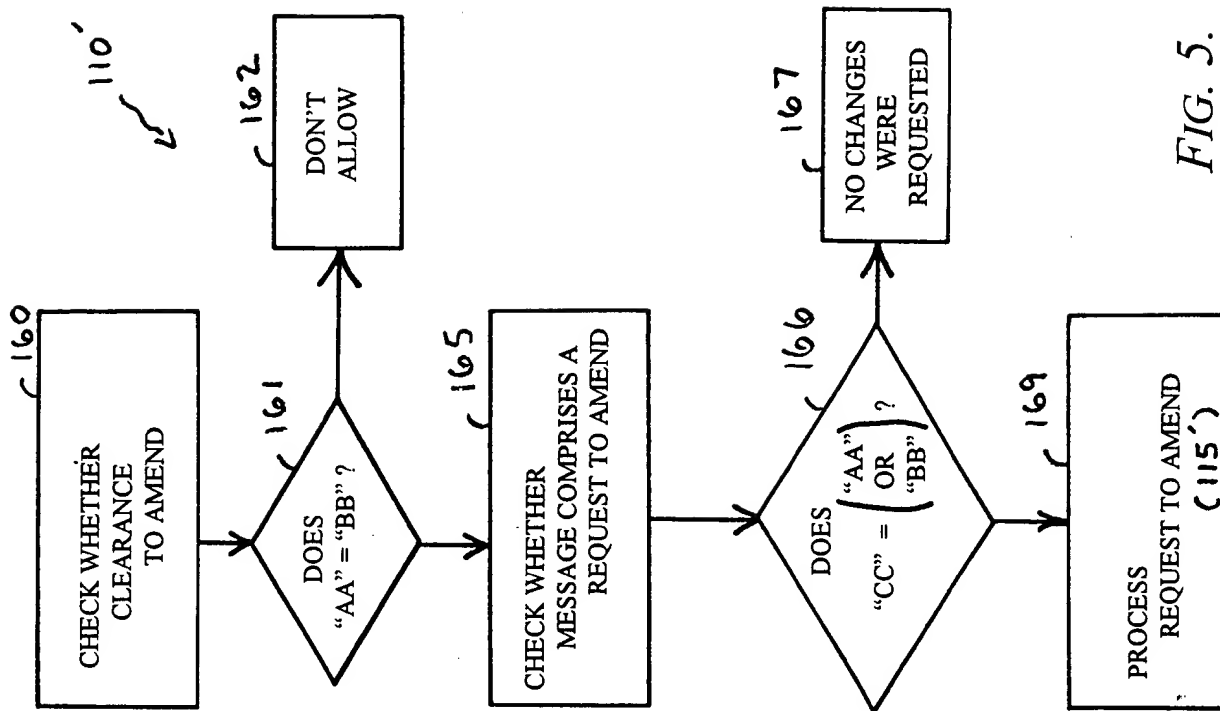 110'
160
CHECK WHETHER
CLEARANCE
TO AMEND
161
DOES
"AA" = "BB" ?
162
DON'T
ALLOW
165
CHECK WHETHER
MESSAGE COMPRISES A
REQUEST TO AMEND
166
DOES
"CC" = ( "AA" OR "BB" ) ?
167
NO CHANGES
WERE
REQUESTED
169
PROCESS
REQUEST TO AMEND
(115')
FIG. 5.